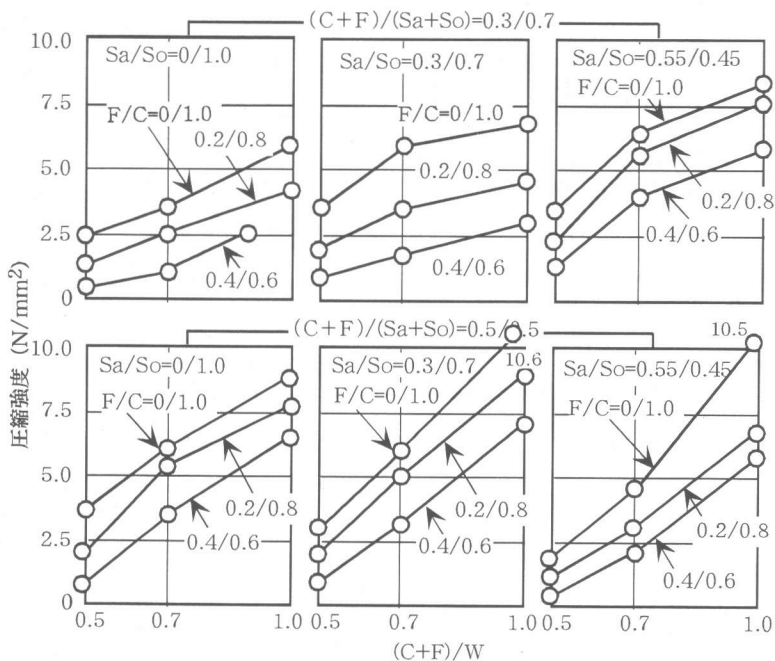 (C+F)/(Sa+So)=0.3/0.7
10.0
7.5
5.0
2.5
0
Sa/So=0/1.0
F/C=0/1.0
0.2/0.8
0.4/0.6
Sa/So=0.3/0.7
F/C=0/1.0
0.2/0.8
0.4/0.6
Sa/So=0.55/0.45
F/C=0/1.0
0.2/0.8
0.4/0.6
圧縮強度 (N/mm²)
(C+F)/(Sa+So)=0.5/0.5
10.0
7.5
5.0
2.5
0
Sa/So=0/1.0
F/C=0/1.0
0.2/0.8
0.4/0.6
Sa/So=0.3/0.7
10.6
F/C=0/1.0
0.2/0.8
0.4/0.6
10.5
Sa/So=0.55/0.45
F/C=0/1.0
0.2/0.8
0.4/0.6
0.5 0.7 1.0 0.5 0.7 1.0 0.5 0.7 1.0
(C+F)/W